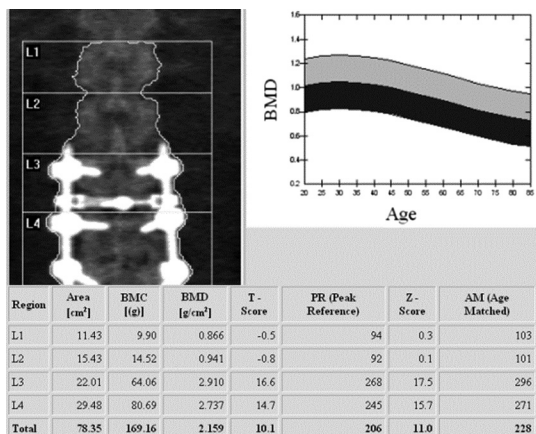 L1
L2
L3
L4
BMD
1.6
1.4
1.2
1.0
0.8
0.6
0.4
0.2
20 25 30 35 40 45 50 55 60 65 70 75 80 85
Age
Region Area [cm²] BMC [(g)] BMD [g/cm²] T - Score PR (Peak Reference) Z - Score AM (Age Matched)
L1 11.43 9.90 0.866 -0.5 94 0.3 103
L2 15.43 14.52 0.941 -0.8 92 0.1 101
L3 22.01 64.06 2.910 16.6 268 17.5 296
L4 29.48 80.69 2.737 14.7 245 15.7 271
Total 78.35 169.16 2.159 10.1 206 11.0 228